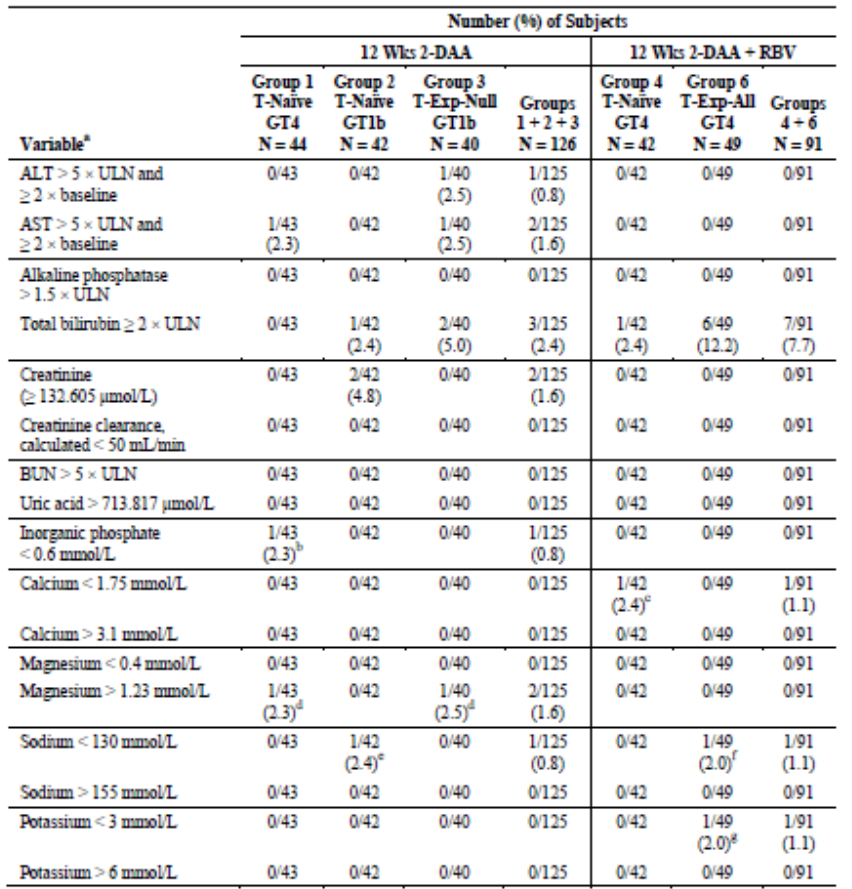 Number (%) of Subjects
12 Wks 2-DAA 12 Wks 2-DAA + RBV
Group 1 Group 2 Group 3 Group 4 Group 6
T-Naïve T-Naïve T-Exp-Null Groups T-Naïve T-Exp-All Groups
GT4 GT1b GT1b 1 + 2 + 3 GT4 GT4 4 + 6
Variableᵃ N = 44 N = 42 N = 40 N = 126 N = 42 N = 49 N = 91
ALT > 5 × ULN and 0/43 0/42 1/40 1/125 0/42 0/49 0/91
≥ 2 × baseline (2.5) (0.8)
AST > 5 × ULN and 1/43 0/42 1/40 2/125 0/42 0/49 0/91
≥ 2 × baseline (2.3) (2.5) (1.6)
Alkaline phosphatase 0/43 0/42 0/40 0/125 0/42 0/49 0/91
> 1.5 × ULN
Total bilirubin ≥ 2 × ULN 0/43 1/42 2/40 3/125 1/42 6/49 7/91
(2.4) (5.0) (2.4) (2.4) (12.2) (7.7)
Creatinine 0/43 2/42 0/40 2/125 0/42 0/49 0/91
(≥ 132.605 μmol/L) (4.8) (1.6)
Creatinine clearance, 0/43 0/42 0/40 0/125 0/42 0/49 0/91
calculated < 50 mL/min
BUN > 5 × ULN 0/43 0/42 0/40 0/125 0/42 0/49 0/91
Uric acid > 713.817 μmol/L 0/43 0/42 0/40 0/125 0/42 0/49 0/91
Inorganic phosphate 1/43 0/42 0/40 1/125 0/42 0/49 0/91
< 0.6 mmol/L (2.3)ᵇ (0.8)
Calcium < 1.75 mmol/L 0/43 0/42 0/40 0/125 1/42 0/49 1/91
(2.4)ᶜ (1.1)
Calcium > 3.1 mmol/L 0/43 0/42 0/40 0/125 0/42 0/49 0/91
Magnesium < 0.4 mmol/L 0/43 0/42 0/40 0/125 0/42 0/49 0/91
Magnesium > 1.23 mmol/L 1/43 0/42 1/40 2/125 0/42 0/49 0/91
(2.3)ᵈ (2.5)ᵈ (1.6)
Sodium < 130 mmol/L 0/43 1/42 0/40 1/125 0/42 1/49 1/91
(2.4)ᵉ (0.8) (2.0)ᶠ (1.1)
Sodium > 155 mmol/L 0/43 0/42 0/40 0/125 0/42 0/49 0/91
Potassium < 3 mmol/L 0/43 0/42 0/40 0/125 0/42 1/49 1/91
(2.0)ᵍ (1.1)
Potassium > 6 mmol/L 0/43 0/42 0/40 0/125 0/42 0/49 0/91